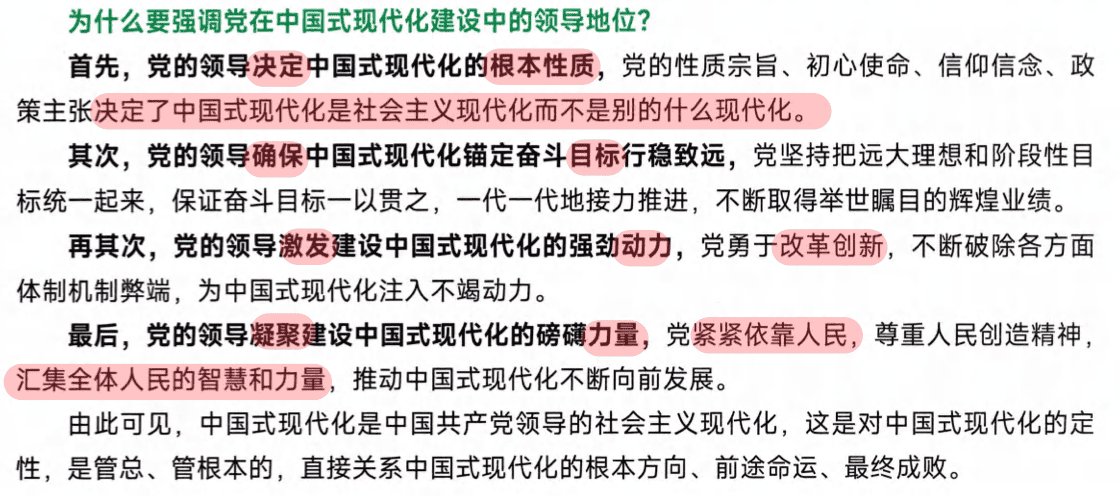 为什么要强调党在中国式现代化建设中的领导地位？
首先，党的领导决定中国式现代化的根本性质，党的性质宗旨、初心使命、信仰信念、政
策主张决定了中国式现代化是社会主义现代化而不是别的什么现代化。
其次，党的领导确保中国式现代化锚定奋斗目标行稳致远，党坚持把远大理想和阶段性目
标统一起来，保证奋斗目标一以贯之，一代一代地接力推进，不断取得举世瞩目的辉煌业绩。
再其次，党的领导激发建设中国式现代化的强劲动力，党勇于改革创新，不断破除各方面
体制机制弊端，为中国式现代化注入不竭动力。
最后，党的领导凝聚建设中国式现代化的磅礴力量，党紧紧依靠人民，尊重人民创造精神，
汇集全体人民的智慧和力量，推动中国式现代化不断向前发展。
由此可见，中国式现代化是中国共产党领导的社会主义现代化，这是对中国式现代化的定
性，是管总、管根本的，直接关系中国式现代化的根本方向、前途命运、最终成败。